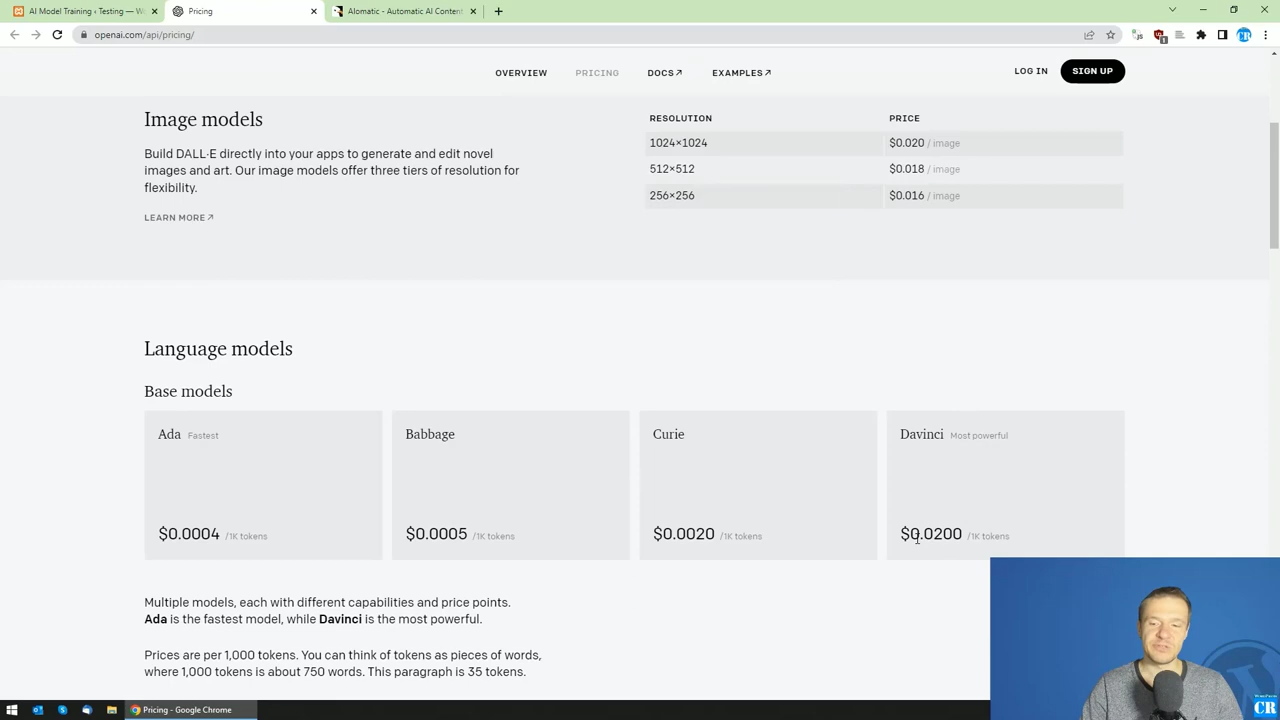 AI Model Training ‹ Testing — W
Pricing
AIomatic - Automatic AI Content
openai.com/api/pricing/
OVERVIEW
PRICING
DOCS↗
EXAMPLES↗
LOG IN
SIGN UP
Image models
Build DALL·E directly into your apps to generate and edit novel
images and art. Our image models offer three tiers of resolution for
flexibility.
LEARN MORE↗
RESOLUTION PRICE
1024×1024 $0.020 / image
512×512 $0.018 / image
256×256 $0.016 / image
Language models
Base models
Ada Fastest
$0.0004 /1K tokens
Babbage
$0.0005 /1K tokens
Curie
$0.0020 /1K tokens
Davinci Most powerful
$0.0200 /1K tokens
Multiple models, each with different capabilities and price points.
Ada is the fastest model, while Davinci is the most powerful.
Prices are per 1,000 tokens. You can think of tokens as pieces of words,
where 1,000 tokens is about 750 words. This paragraph is 35 tokens.
Pricing - Google Chrome
CR